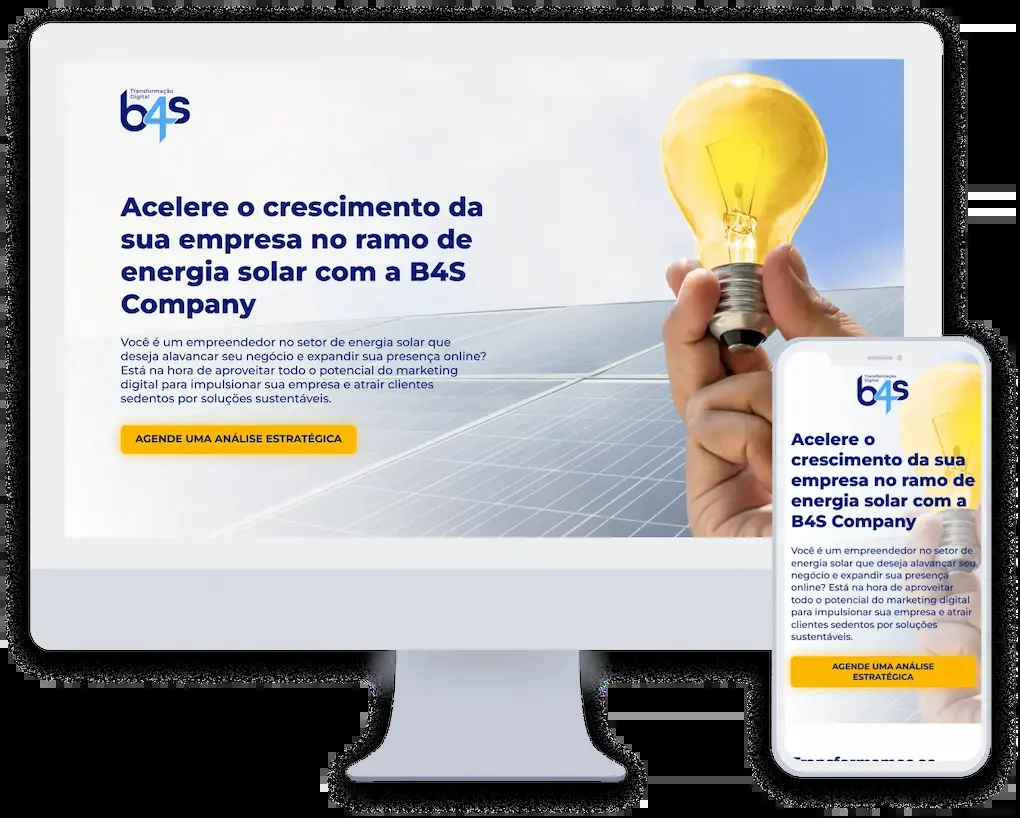 Transformação
Digital
b4S
Acelere o crescimento da
sua empresa no ramo de
energia solar com a B4S
Company
Você é um empreendedor no setor de energia solar que
deseja alavancar seu negócio e expandir sua presença online?
Está na hora de aproveitar todo o potencial do marketing
digital para impulsionar sua empresa e atrair clientes
sedentos por soluções sustentáveis.
AGENDE UMA ANÁLISE ESTRATÉGICA
Transformação
Digital
b4S
Acelere o
crescimento da sua
empresa no ramo de
energia solar com a
B4S Company
Você é um empreendedor no setor de
energia solar que deseja alavancar seu
negócio e expandir sua presença
online? Está na hora de aproveitar
todo o potencial do marketing digital
para impulsionar sua empresa e atrair
clientes sedentos por soluções
sustentáveis.
AGENDE UMA ANÁLISE
ESTRATÉGICA